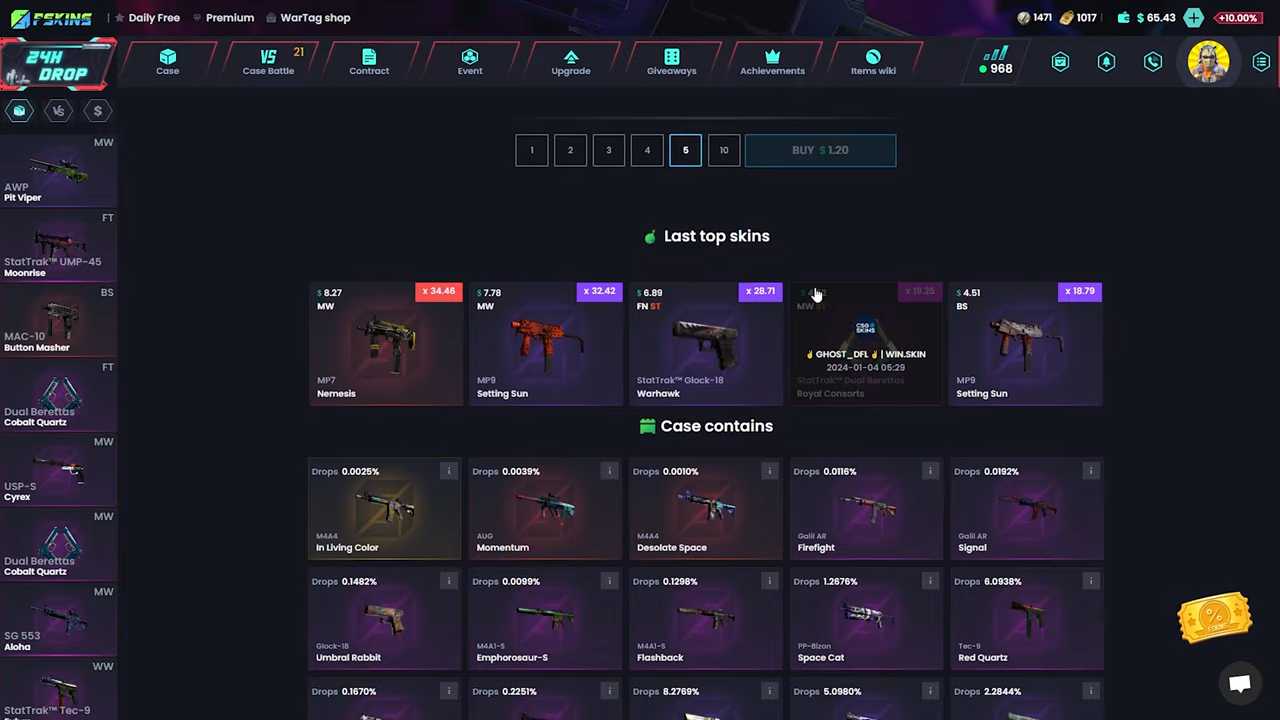 FSKINS
Daily Free
Premium
WarTag shop
1471
1017
$ 65.43
+10.00%
24H
DROP
Case
VS
21
Case Battle
Contract
Event
Upgrade
Giveaways
Achievements
Items wiki
968
VS
$
MW
AWP
Pit Viper
FT
StatTrak™ UMP-45
Moonrise
BS
MAC-10
Button Masher
FT
Dual Berettas
Cobalt Quartz
MW
USP-S
Cyrex
MW
Dual Berettas
Cobalt Quartz
MW
SG 553
Aloha
WW
StatTrak™ Tec-9
1
2
3
4
5
10
BUY $ 1.20
Last top skins
$ 8.27
x 34.46
MW
MP7
Nemesis
$ 7.78
x 32.42
MW
MP9
Setting Sun
$ 6.89
x 28.71
FN ST
StatTrak™ Glock-18
Warhawk
x 19.25
MW ST
CSG
SKINS
GHOST_DFL | WIN.SKIN
2024-01-04 05:29
StatTrak™ Dual Berettas
Royal Consorts
$ 4.51
x 18.79
BS
MP9
Setting Sun
Case contains
Drops 0.0025%
M4A4
In Living Color
Drops 0.0039%
AUG
Momentum
Drops 0.0010%
M4A4
Desolate Space
Drops 0.0116%
Galil AR
Firefight
Drops 0.0192%
Galil AR
Signal
Drops 0.1482%
Glock-18
Umbral Rabbit
Drops 0.0099%
M4A1-S
Emphorosaur-S
Drops 0.1298%
M4A1-S
Flashback
Drops 1.2676%
PP-Bizon
Space Cat
Drops 6.0938%
Tec-9
Red Quartz
Drops 0.1670%
Drops 0.2251%
Drops 8.2769%
Drops 5.0980%
Drops 2.2844%